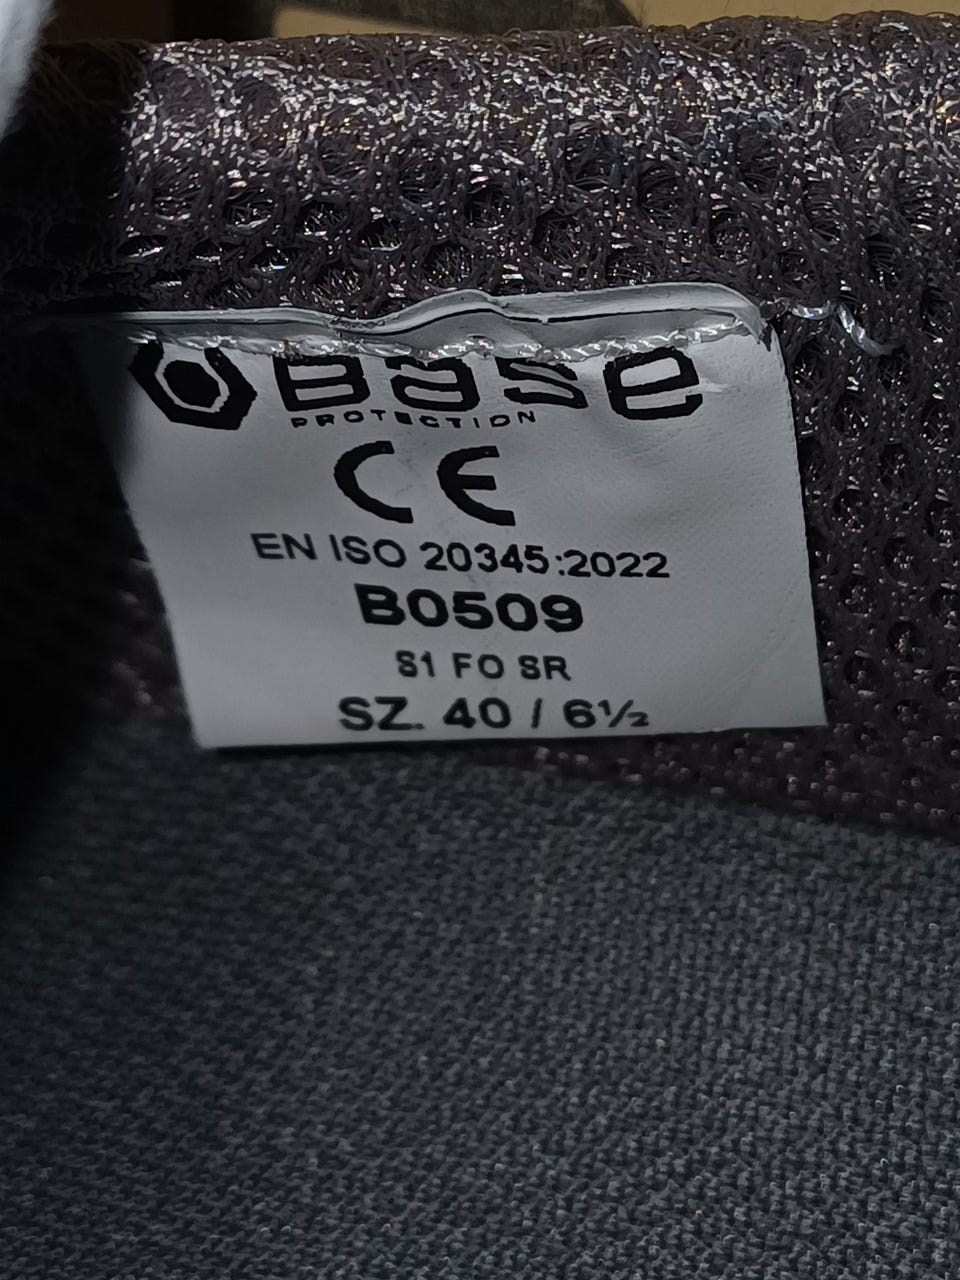 Base
PROTECTION
CE
EN ISO 20345:2022
B0509
S1 FO SR
SZ. 40 / 6½